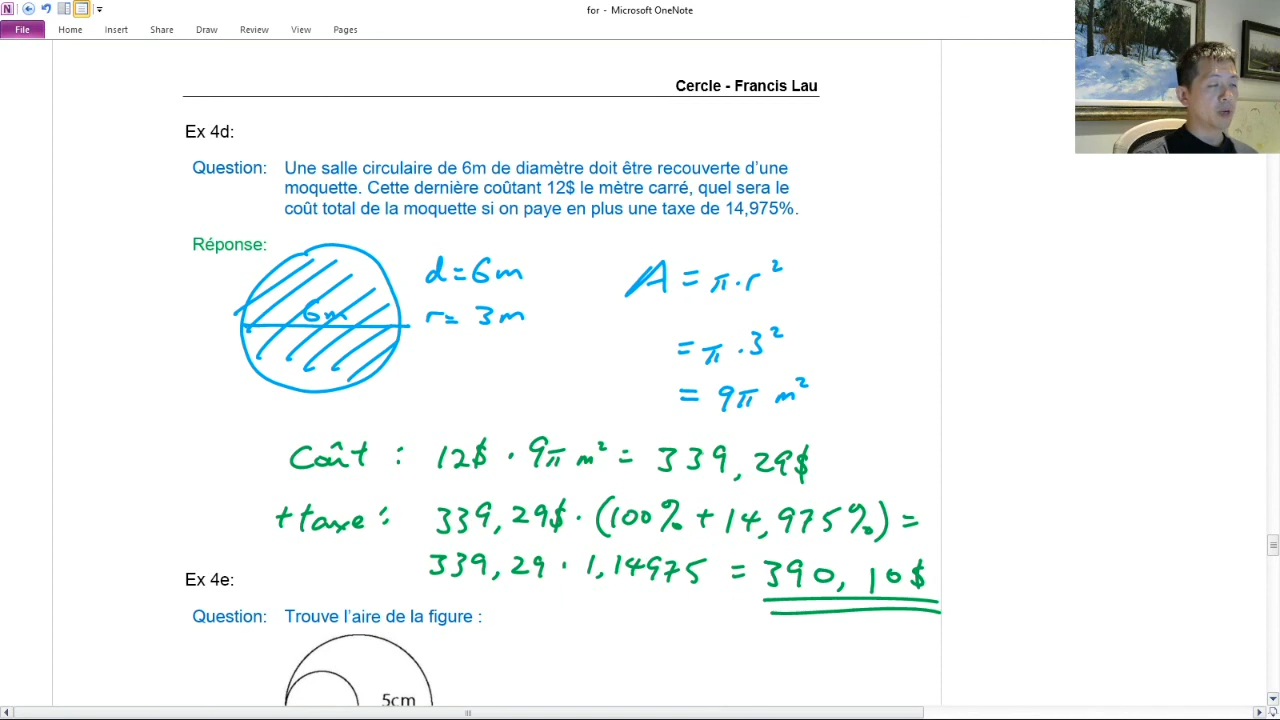 for - Microsoft OneNote
File Home Insert Share Draw Review View Pages
Cercle - Francis Lau
Ex 4d:
Question: Une salle circulaire de 6m de diamètre doit être recouverte d'une
moquette. Cette dernière coûtant 12$ le mètre carré, quel sera le
coût total de la moquette si on paye en plus une taxe de 14,975%.
Réponse:
6m
d = 6m
r = 3m
A = π · r²
= π · 3²
= 9π m²
Coût : 12$ · 9π m² = 339,29$
+ taxe : 339,29$ · (100% + 14,975%) =
339,29 · 1,14975 = 390,10$
Ex 4e:
Question: Trouve l'aire de la figure :
5cm